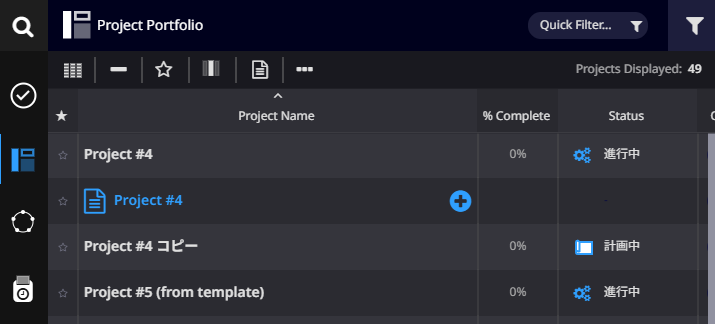 Project Portfolio
Quick Filter...
Projects Displayed: 49
Project Name
% Complete
Status
Project #4
0%
進行中
Project #4
-
Project #4 コピー
0%
計画中
Project #5 (from template)
0%
進行中